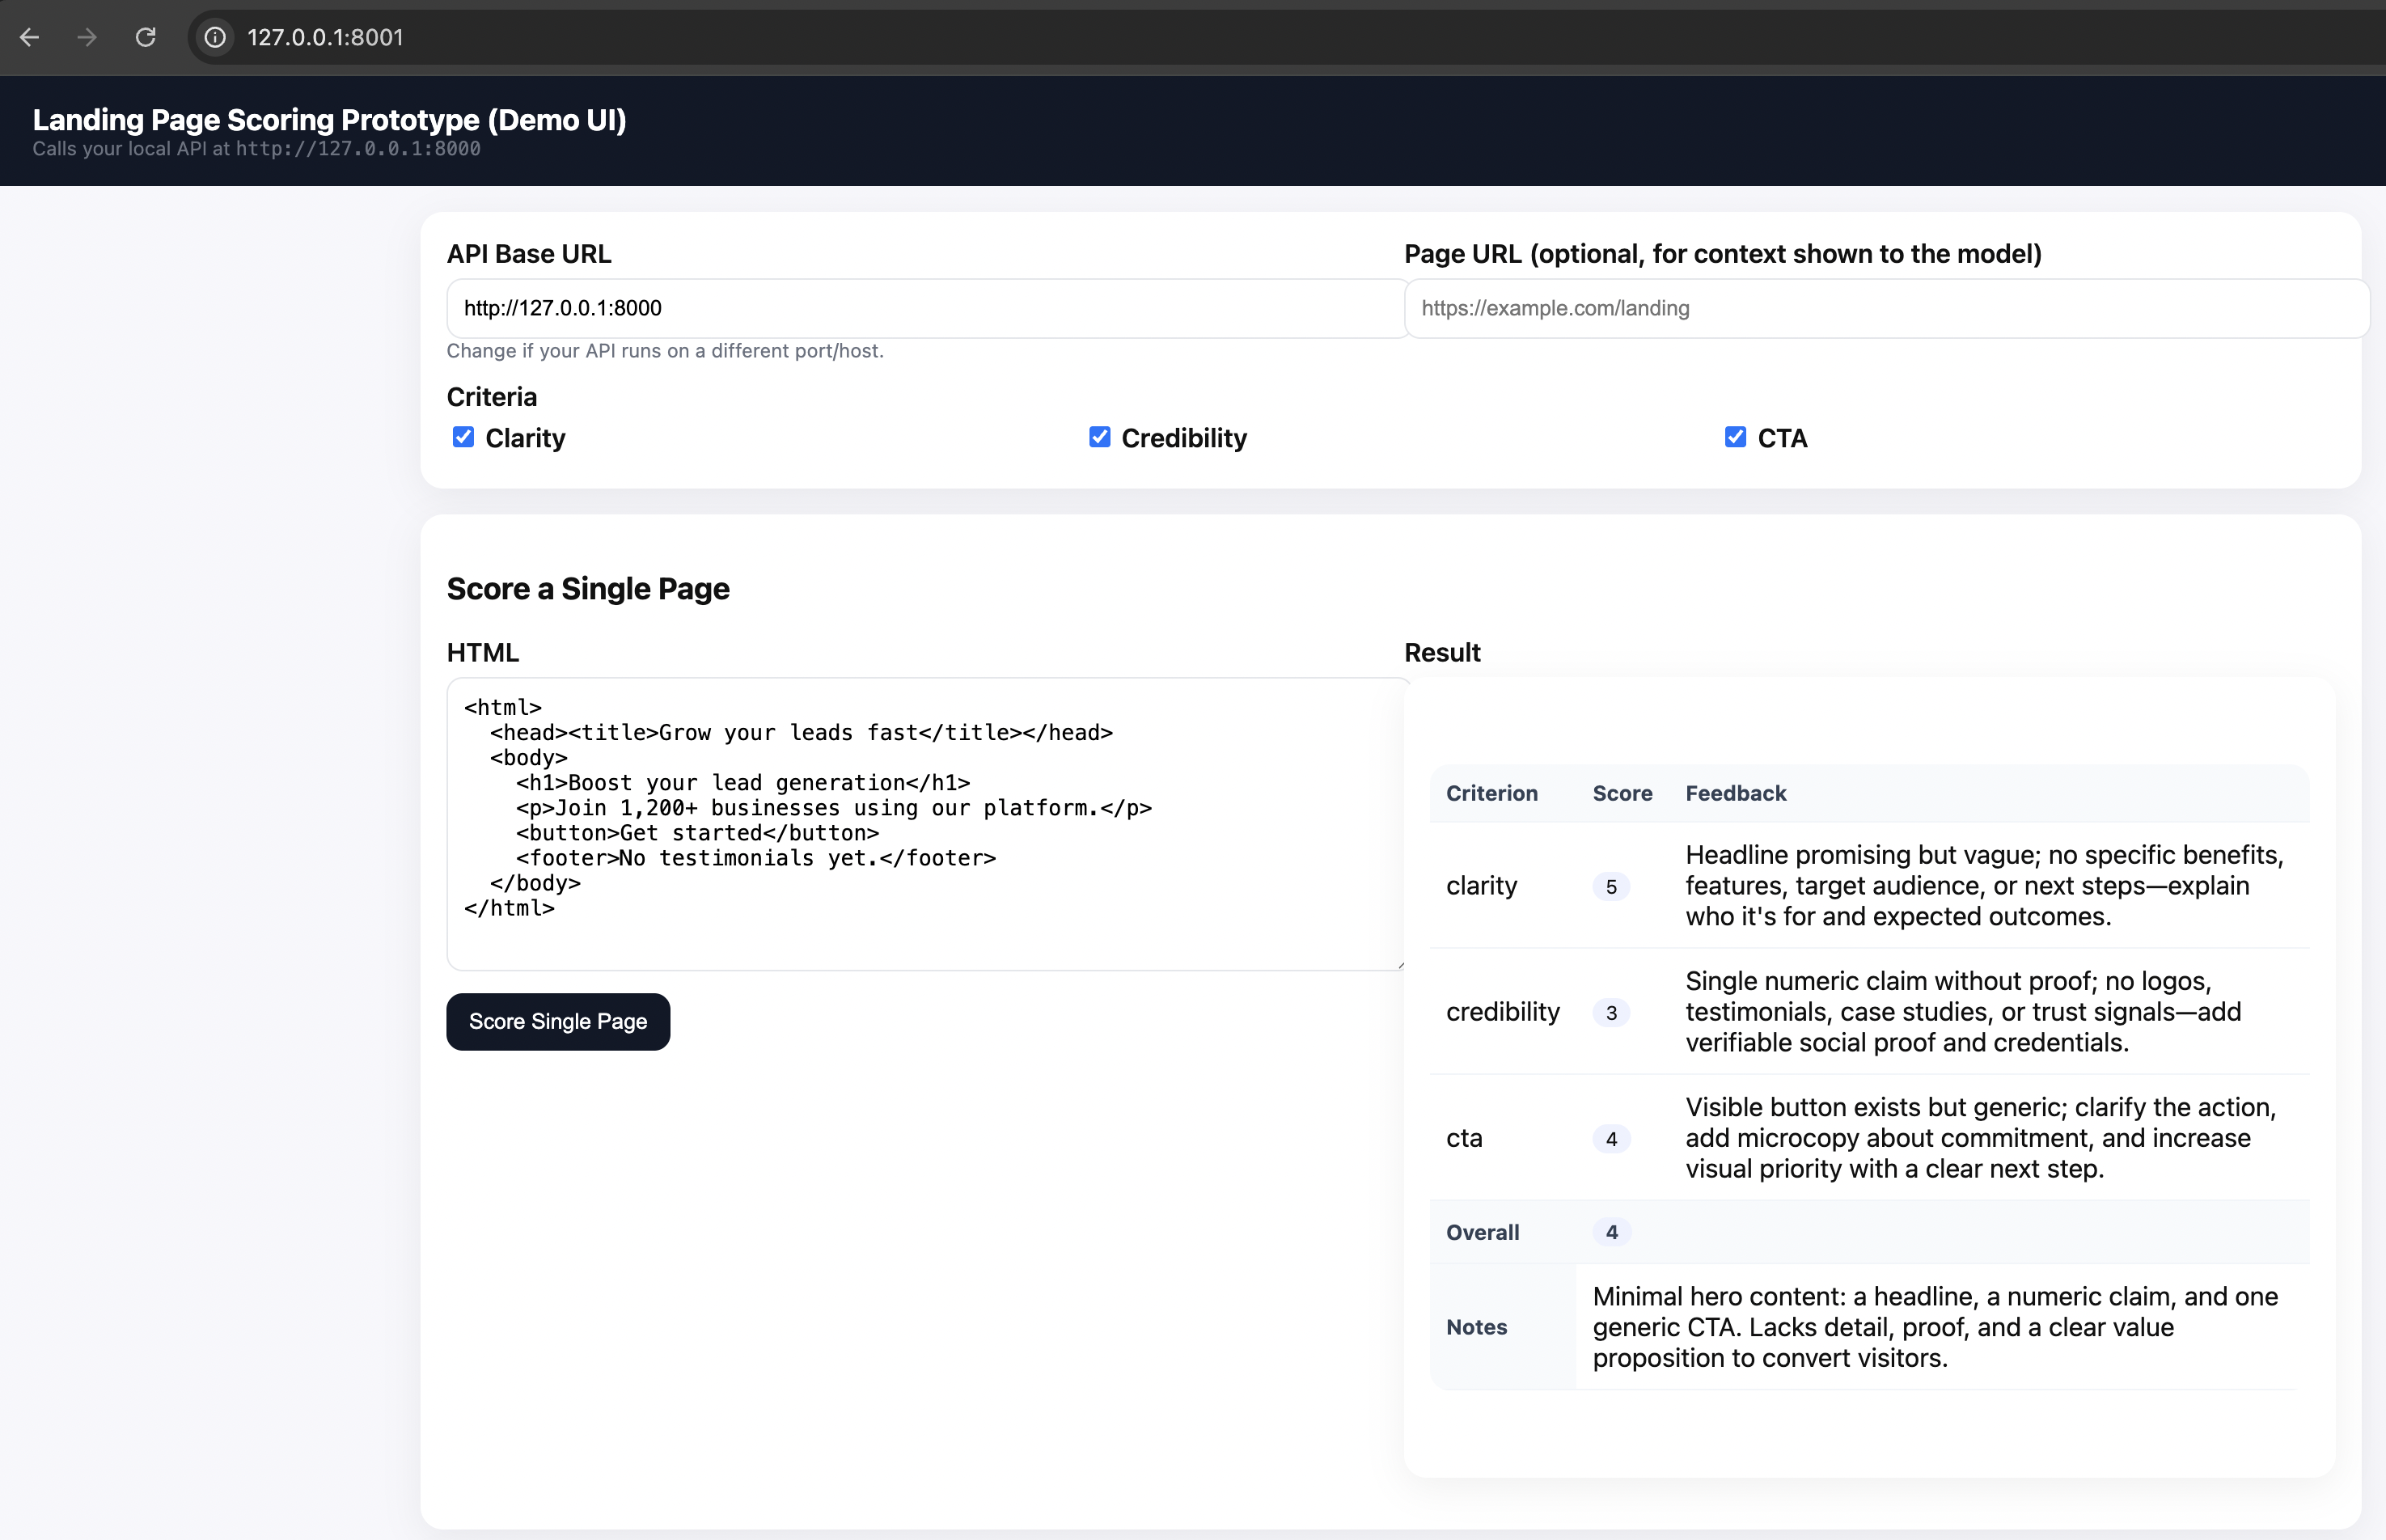 127.0.0.1:8001
Landing Page Scoring Prototype (Demo UI)
Calls your local API at http://127.0.0.1:8000
API Base URL
http://127.0.0.1:8000
Change if your API runs on a different port/host.
Page URL (optional, for context shown to the model)
https://example.com/landing
Criteria
Clarity
Credibility
CTA
Score a Single Page
HTML
<html>
  <head><title>Grow your leads fast</title></head>
  <body>
    <h1>Boost your lead generation</h1>
    <p>Join 1,200+ businesses using our platform.</p>
    <button>Get started</button>
    <footer>No testimonials yet.</footer>
  </body>
</html>
Score Single Page
Result
Criterion Score Feedback
clarity 5 Headline promising but vague; no specific benefits,
features, target audience, or next steps—explain
who it's for and expected outcomes.
credibility 3 Single numeric claim without proof; no logos,
testimonials, case studies, or trust signals—add
verifiable social proof and credentials.
cta 4 Visible button exists but generic; clarify the action,
add microcopy about commitment, and increase
visual priority with a clear next step.
Overall 4
Notes Minimal hero content: a headline, a numeric claim, and one
generic CTA. Lacks detail, proof, and a clear value
proposition to convert visitors.